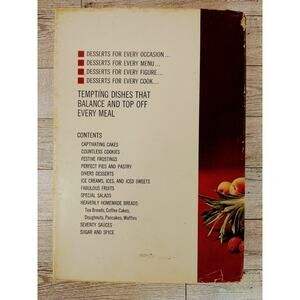 DESSERTS FOR EVERY OCCASION...
DESSERTS FOR EVERY MENU...
DESSERTS FOR EVERY FIGURE...
DESSERTS FOR EVERY COOK...
TEMPTING DISHES THAT
BALANCE AND TOP OFF
EVERY MEAL
CONTENTS
CAPTIVATING CAKES
COUNTLESS COOKIES
FESTIVE FROSTINGS
PERFECT PIES AND PASTRY
DIVERS DESSERTS
ICE CREAMS, ICES, AND ICED SWEETS
FABULOUS FRUITS
SPECIAL SALADS
HEAVENLY HOMEMADE BREADS
Tea Breads, Coffee Cakes,
Doughnuts, Pancakes, Waffles
SEVENTY SAUCES
SUGAR AND SPICE